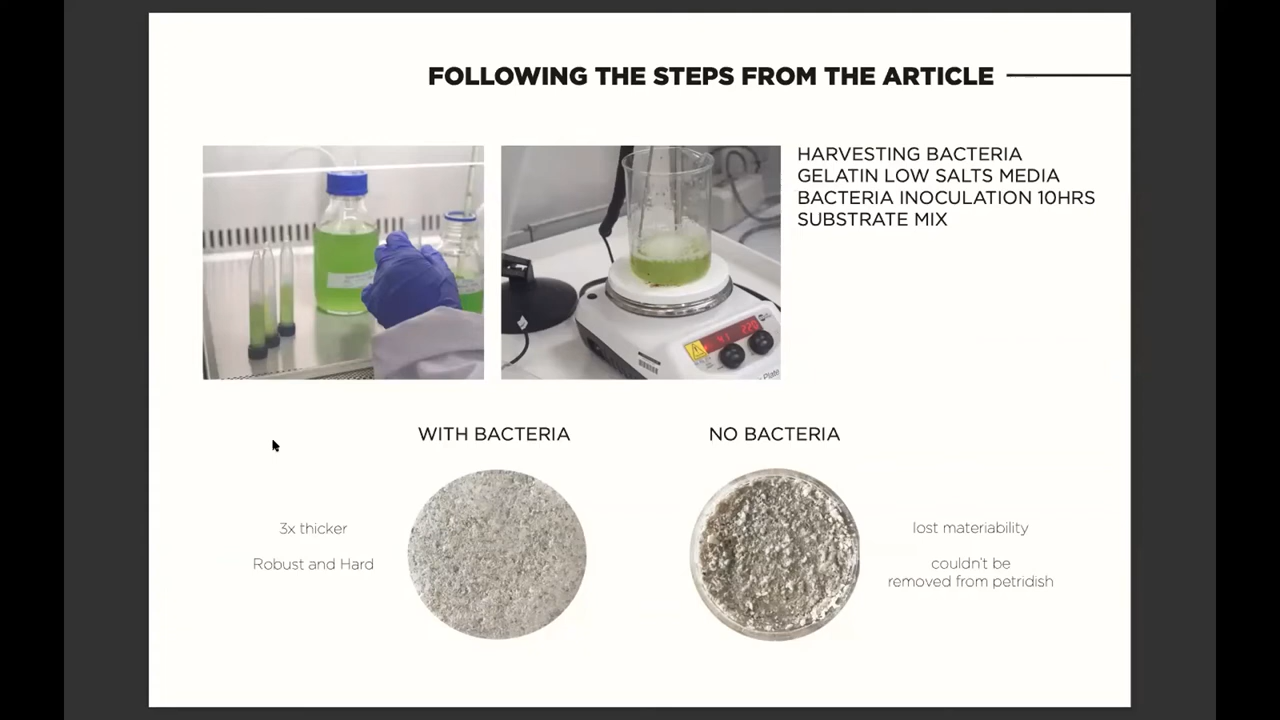 FOLLOWING THE STEPS FROM THE ARTICLE
HARVESTING BACTERIA
GELATIN LOW SALTS MEDIA
BACTERIA INOCULATION 10HRS
SUBSTRATE MIX
WITH BACTERIA
NO BACTERIA
3x thicker
Robust and Hard
lost materiability
couldn't be
removed from petridish